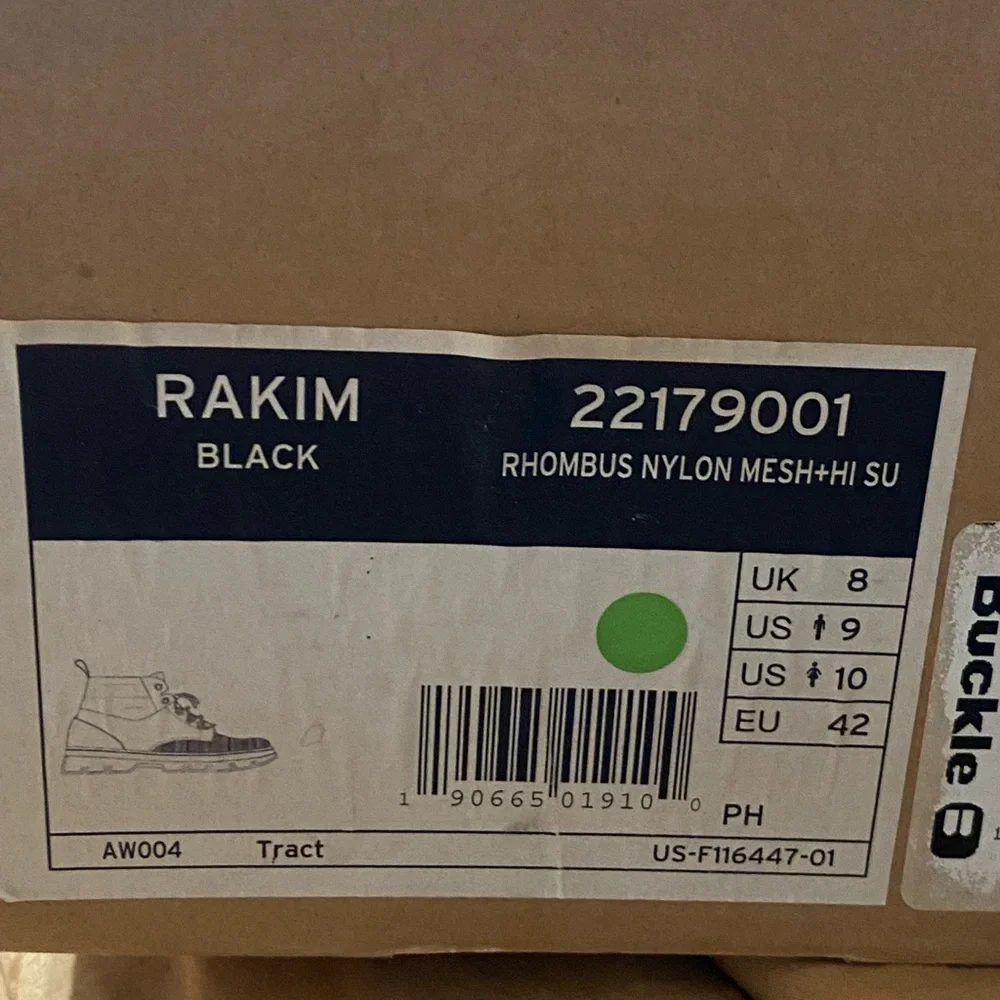 RAKIM
BLACK
22179001
RHOMBUS NYLON MESH+HI SU
UK 8
US 9
US 10
EU 42
1 90665 01910 0
PH
AW004 Tract US-F116447-01
Buckle B